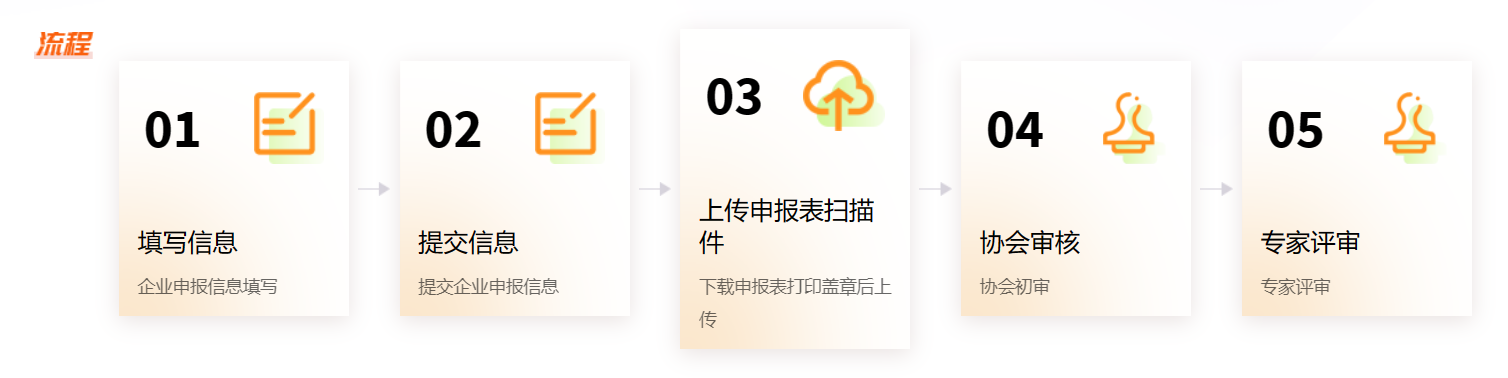 流程
01
填写信息
企业申报信息填写
02
提交信息
提交企业申报信息
03
上传申报表扫描
件
下载申报表打印盖章后上
传
04
协会审核
协会初审
05
专家评审
专家评审